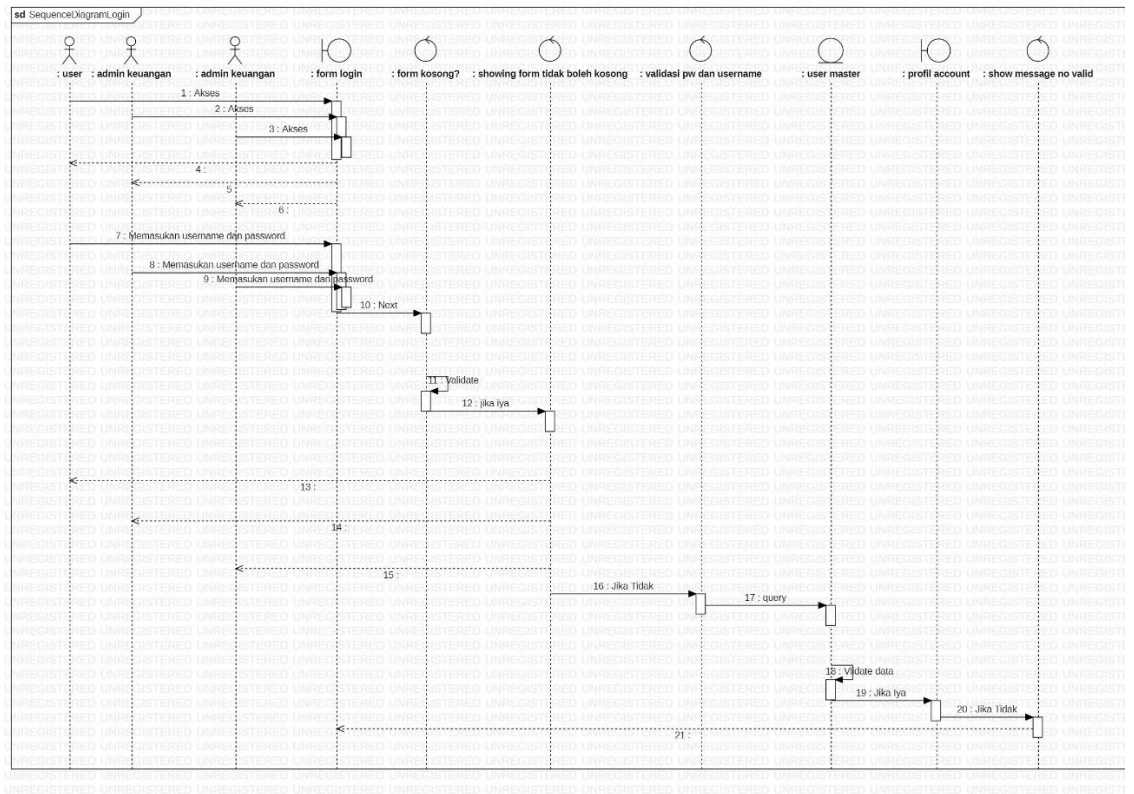 sd SequenceDiagramLogin
: user
: admin keuangan
: admin keuangan
: form login
: form kosong?
: showing form tidak boleh kosong
: validasi pw dan username
: user master
: profil account
: show message no valid
1 : Akses
2 : Akses
3 : Akses
4 :
5
6 :
7 : Memasukan username dan password
8 : Memasukan username dan password
9 : Memasukan username dan password
10 : Next
11 : Validate
12 : jika iya
13 :
14 :
15 :
16 : Jika Tidak
17 : query
18 : Vlidate data
19 : Jika Iya
20 : Jika Tidak
21 :
UNREGISTERED